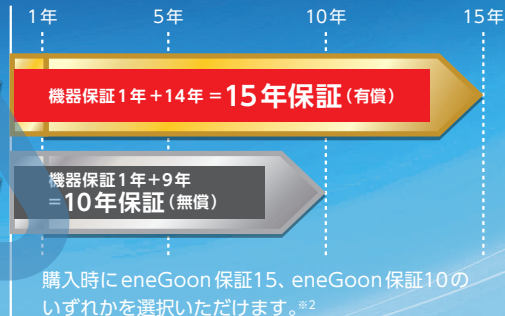 1年 5年 10年 15年
機器保証1年+14年=15年保証(有償)
機器保証1年+9年
=10年保証(無償)
購入時にeneGoon保証15、eneGoon保証10の
いずれかを選択いただけます。※2